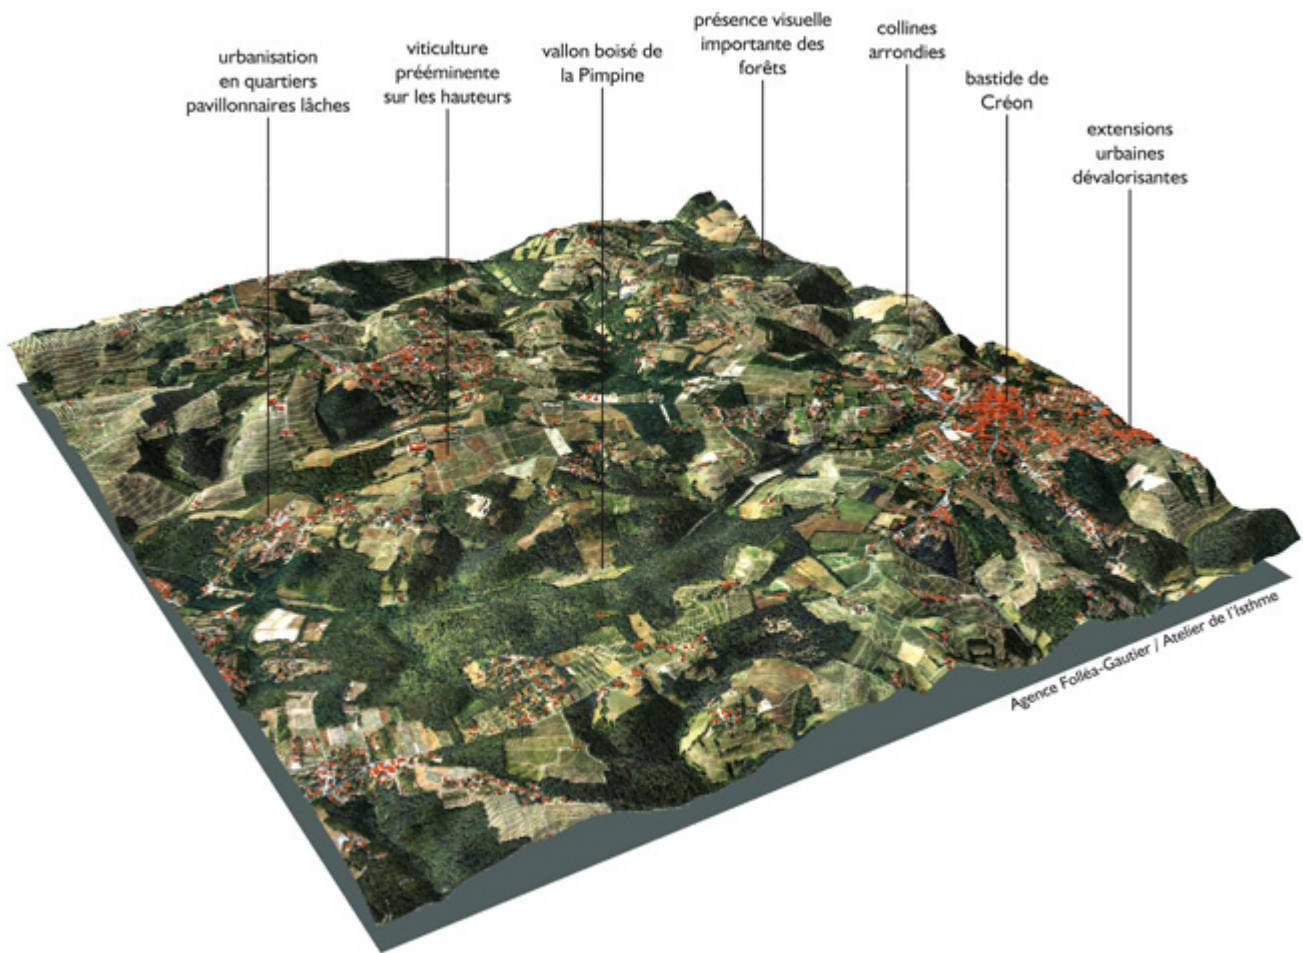 urbanisation
en quartiers
pavillonnaires lâches
viticulture
prééminente
sur les hauteurs
vallon boisé de
la Pimpine
présence visuelle
importante des
forêts
collines
arrondies
bastide de
Créon
extensions
urbaines
dévalorisantes
Agence Folléa-Gautier / Atelier de l'Isthme